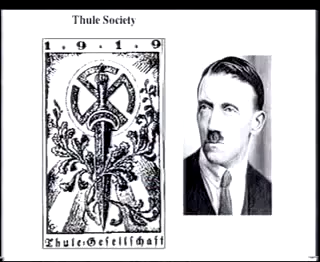 Thule Society
1 • 9 • 1 • 9
Thule-Gesellschaft